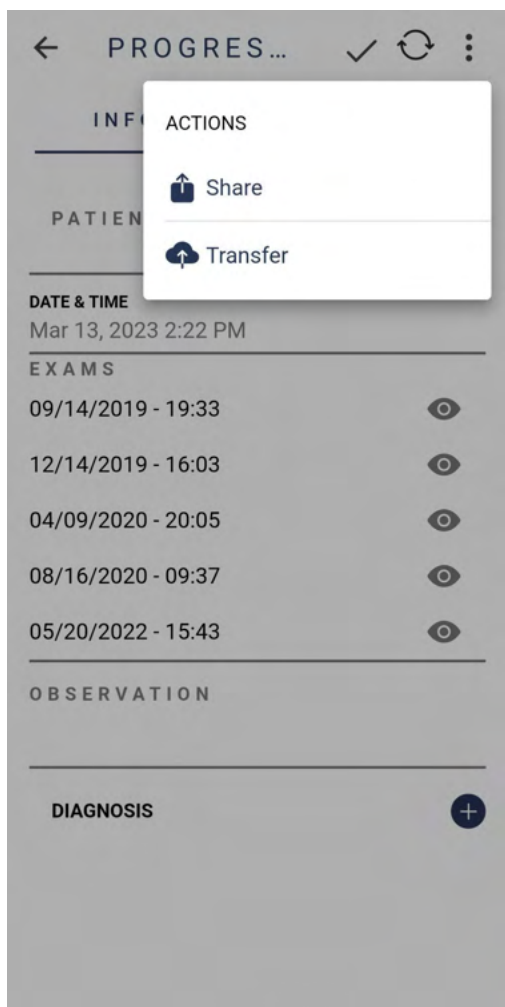 PROGRES...
INF
ACTIONS
Share
PATIEN
Transfer
DATE & TIME
Mar 13, 2023 2:22 PM
EXAMS
09/14/2019 - 19:33
12/14/2019 - 16:03
04/09/2020 - 20:05
08/16/2020 - 09:37
05/20/2022 - 15:43
OBSERVATION
DIAGNOSIS